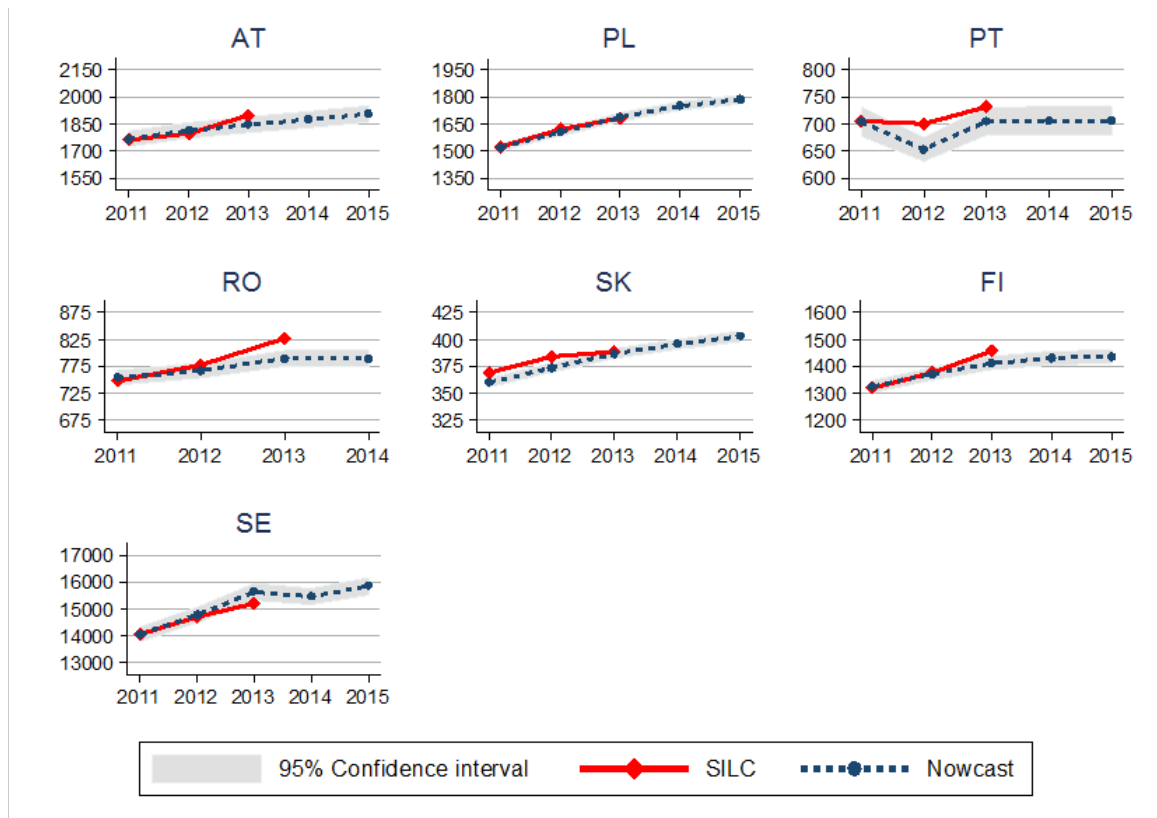 AT
2150
2000
1850
1700
1550
2011 2012 2013 2014 2015
PL
1950
1800
1650
1500
1350
2011 2012 2013 2014 2015
PT
800
750
700
650
600
2011 2012 2013 2014 2015
RO
875
825
775
725
675
2011 2012 2013 2014
SK
425
400
375
350
325
2011 2012 2013 2014 2015
FI
1600
1500
1400
1300
1200
2011 2012 2013 2014 2015
SE
17000
16000
15000
14000
13000
2011 2012 2013 2014 2015
95% Confidence interval SILC Nowcast